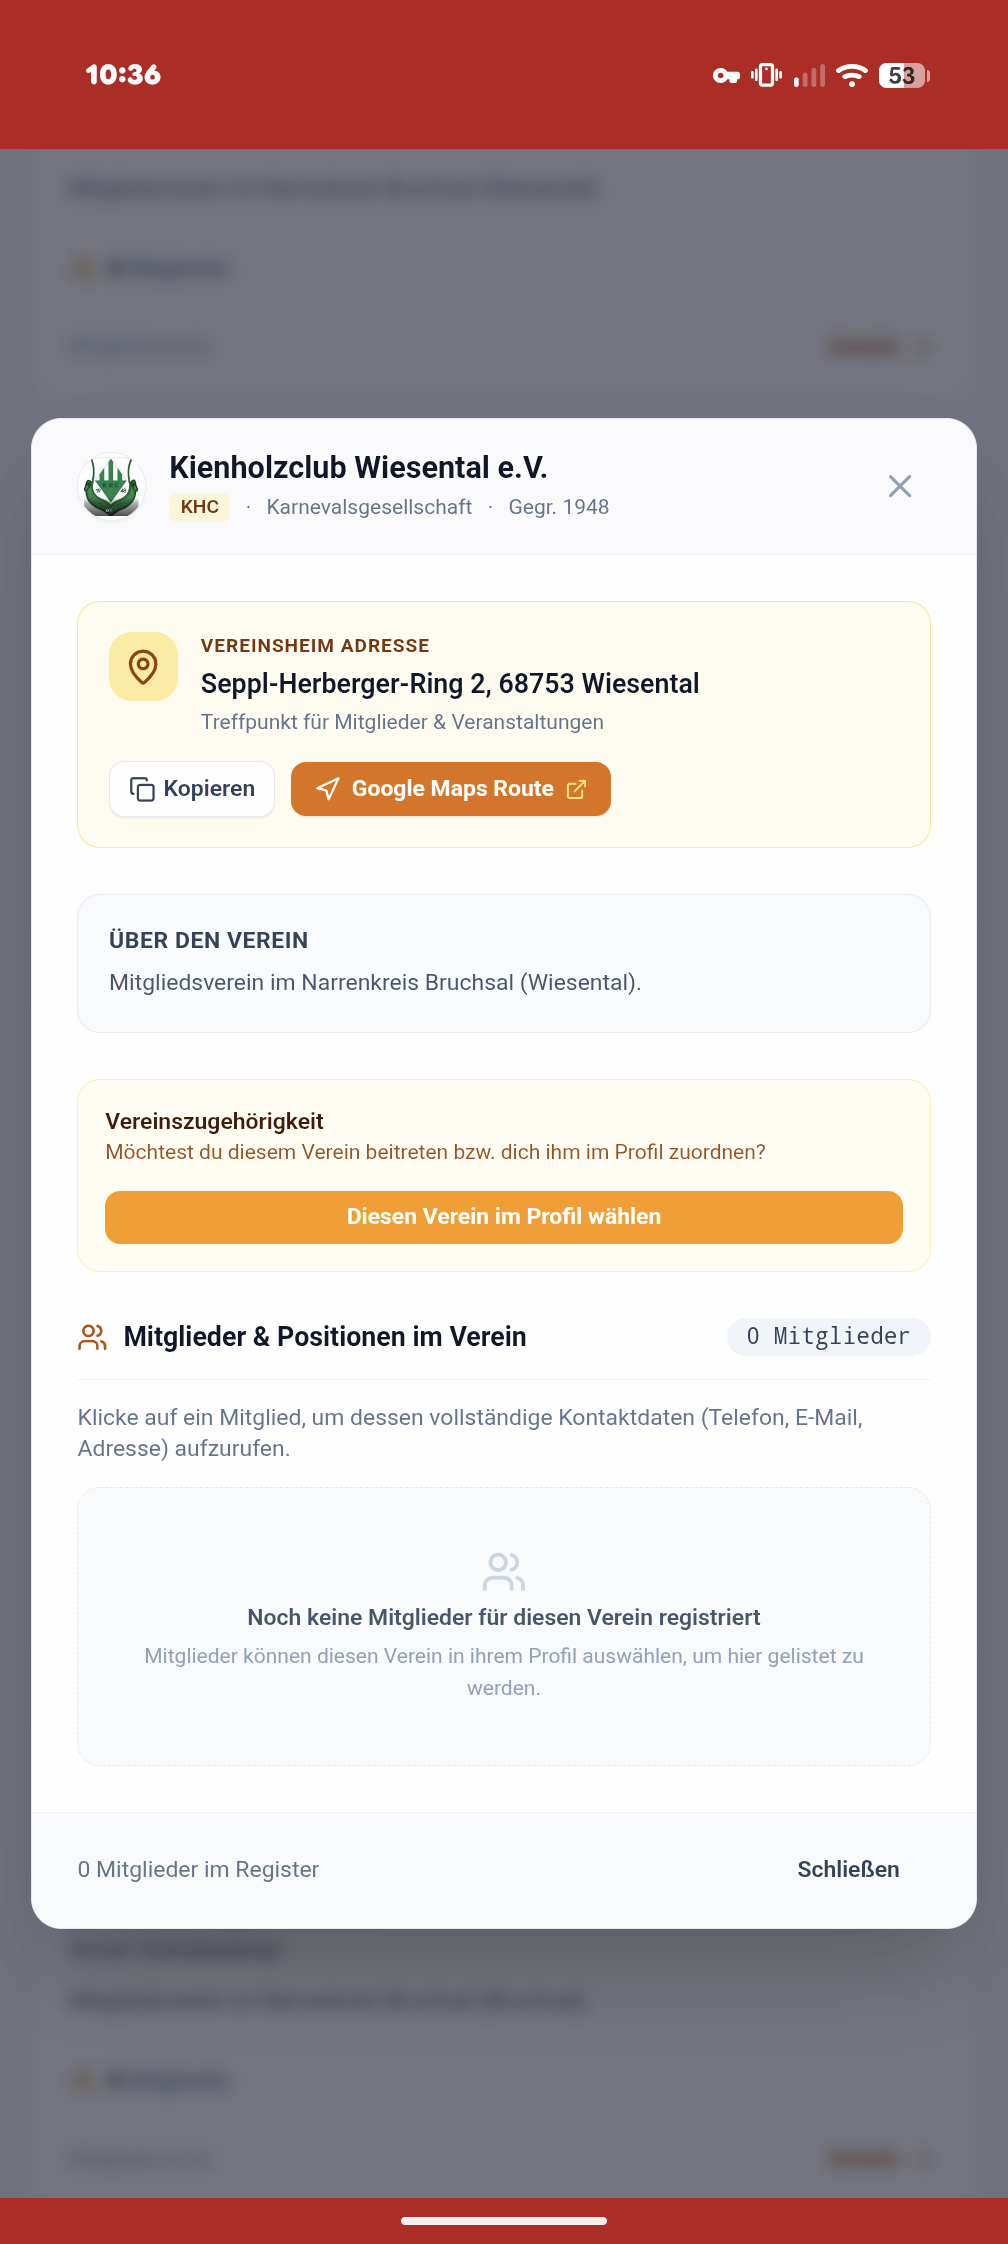 10:36
53
Kienholzclub Wiesental e.V.
KHC · Karnevalsgesellschaft · Gegr. 1948
VEREINSHEIM ADRESSE
Seppl-Herberger-Ring 2, 68753 Wiesental
Treffpunkt für Mitglieder & Veranstaltungen
Kopieren
Google Maps Route
ÜBER DEN VEREIN
Mitgliedsverein im Narrenkreis Bruchsal (Wiesental).
Vereinszugehörigkeit
Möchtest du diesem Verein beitreten bzw. dich ihm im Profil zuordnen?
Diesen Verein im Profil wählen
Mitglieder & Positionen im Verein
0 Mitglieder
Klicke auf ein Mitglied, um dessen vollständige Kontaktdaten (Telefon, E-Mail,
Adresse) aufzurufen.
Noch keine Mitglieder für diesen Verein registriert
Mitglieder können diesen Verein in ihrem Profil auswählen, um hier gelistet zu
werden.
0 Mitglieder im Register
Schließen